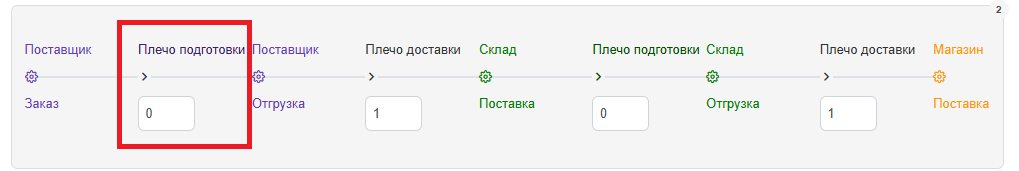 2
Поставщик Плечо подготовки Поставщик Плечо доставки Склад Плечо подготовки Склад Плечо доставки Магазин
Заказ Отгрузка Поставка Отгрузка Поставка
0 1 0 1